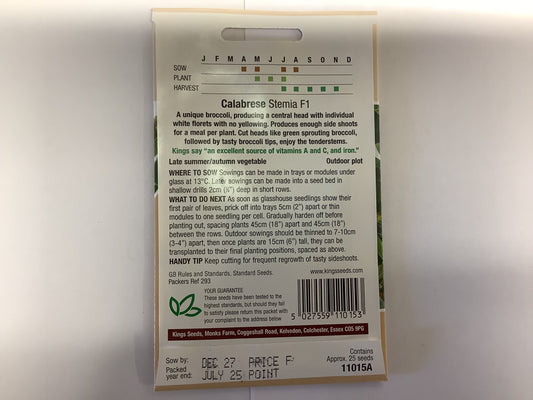 J F M A M J J A S O N D
SOW
PLANT
HARVEST
Calabrese Stemia F1
A unique broccoli, producing a central head with individual
white florets with no yellowing. Produces enough side shoots
for a meal per plant. Cut heads like green sprouting broccoli,
followed by tasty broccoli tips, enjoy the tenderstems.
Kings say "an excellent source of vitamins A and C, and iron."
Late summer/autumn vegetable Outdoor plot
WHERE TO SOW Sowings can be made in trays or modules under
glass at 13°C. Later sowings can be made into a seed bed in
shallow drills 2cm (¾") deep in short rows.
WHAT TO DO NEXT As soon as glasshouse seedlings show their
first pair of leaves, prick off into trays 5cm (2") apart or thin
modules to one seedling per cell. Gradually harden off before
planting out, spacing plants 45cm (18") apart and 45cm (18")
between the rows. Outdoor sowings should be thinned to 7-10cm
(3-4") apart, then once plants are 15cm (6") tall, they can be
transplanted to their final planting positions, spaced as above.
HANDY TIP Keep cutting for frequent regrowth of tasty sideshoots.
GB Rules and Standards, Standard Seeds.
Packers Ref 293
www.kingsseeds.com
YOUR GUARANTEE
These seeds have been tested to the
highest standards, but should they fail
to satisfy please return this packet with
your complaint to the address below
5 027559 110153
Kings Seeds, Monks Farm, Coggeshall Road, Kelvedon, Colchester, Essex CO5 9PG
Sow by: DEC 27 PRICE F
Packed
year end: JULY 25 POINT
Contains
Approx. 25 seeds
11015A